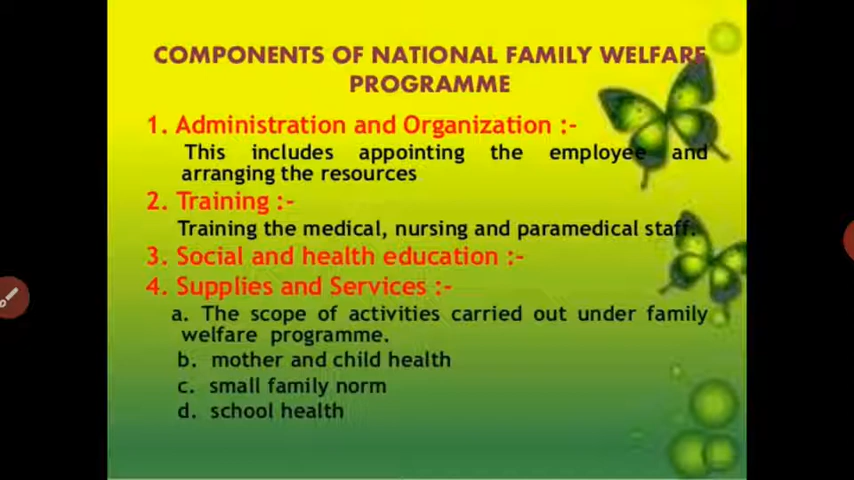 COMPONENTS OF NATIONAL FAMILY WELFARE
PROGRAMME
1. Administration and Organization :-
This includes appointing the employee and
arranging the resources
2. Training :-
Training the medical, nursing and paramedical staff.
3. Social and health education :-
4. Supplies and Services :-
a. The scope of activities carried out under family
welfare programme.
b. mother and child health
c. small family norm
d. school health